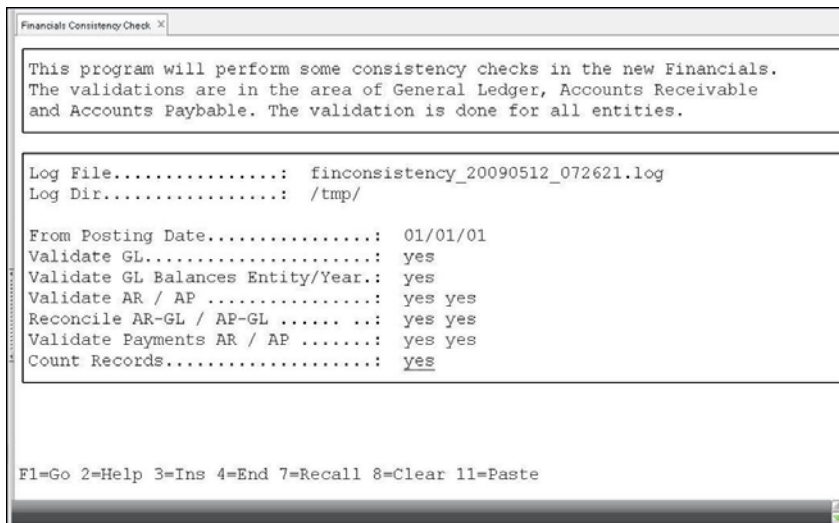 Financials Consistency Check X
This program will perform some consistency checks in the new Financials.
The validations are in the area of General Ledger, Accounts Receivable
and Accounts Paybable. The validation is done for all entities.
Log File................: finconsistency_20090512_072621.log
Log Dir.................: /tmp/
From Posting Date................: 01/01/01
Validate GL......................: yes
Validate GL Balances Entity/Year.: yes
Validate AR / AP ................: yes yes
Reconcile AR-GL / AP-GL ...... ..: yes yes
Validate Payments AR / AP .......: yes yes
Count Records....................: yes
F1=Go 2=Help 3=Ins 4=End 7=Recall 8=Clear 11=Paste